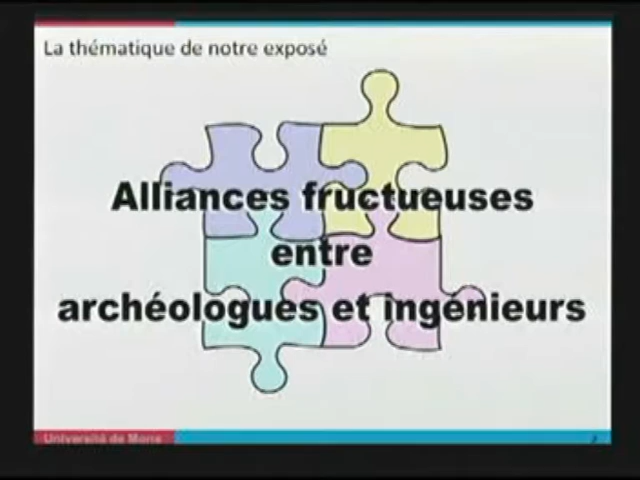 La thématique de notre exposé
Alliances fructueuses
entre
archéologues et ingénieurs
Université de Mons